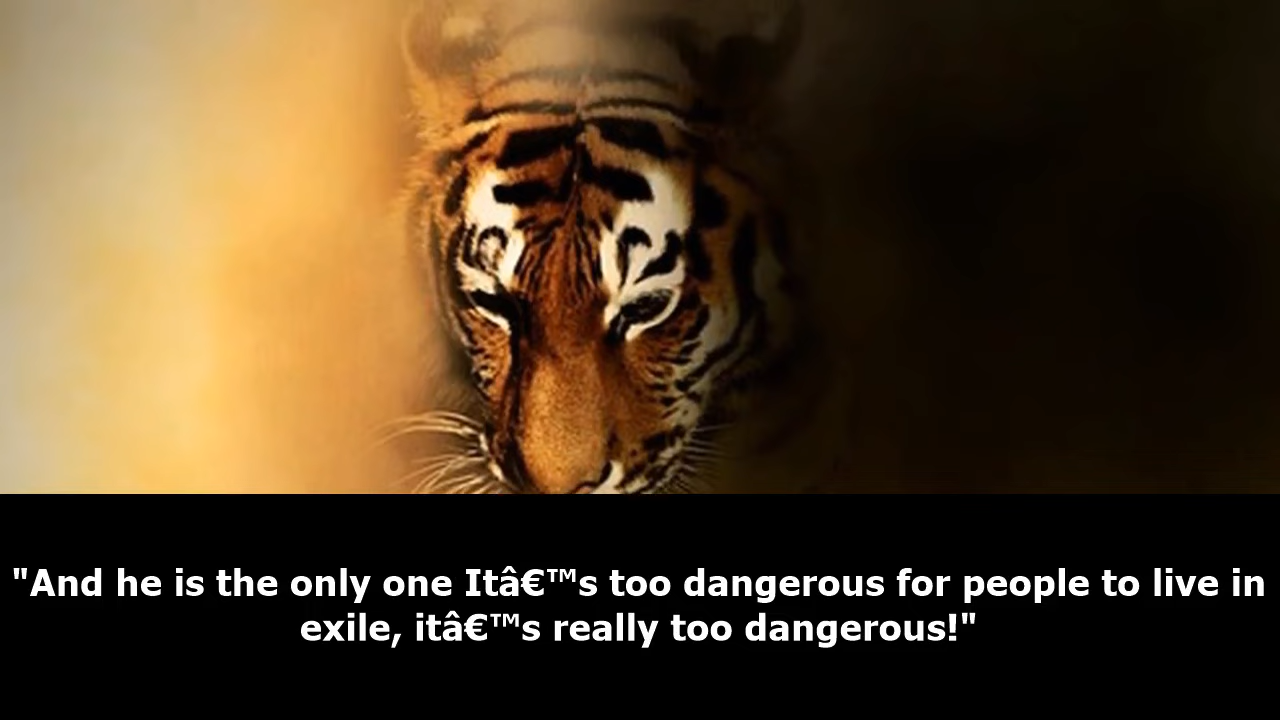 "And he is the only one Itâ€™s too dangerous for people to live in
exile, itâ€™s really too dangerous!"